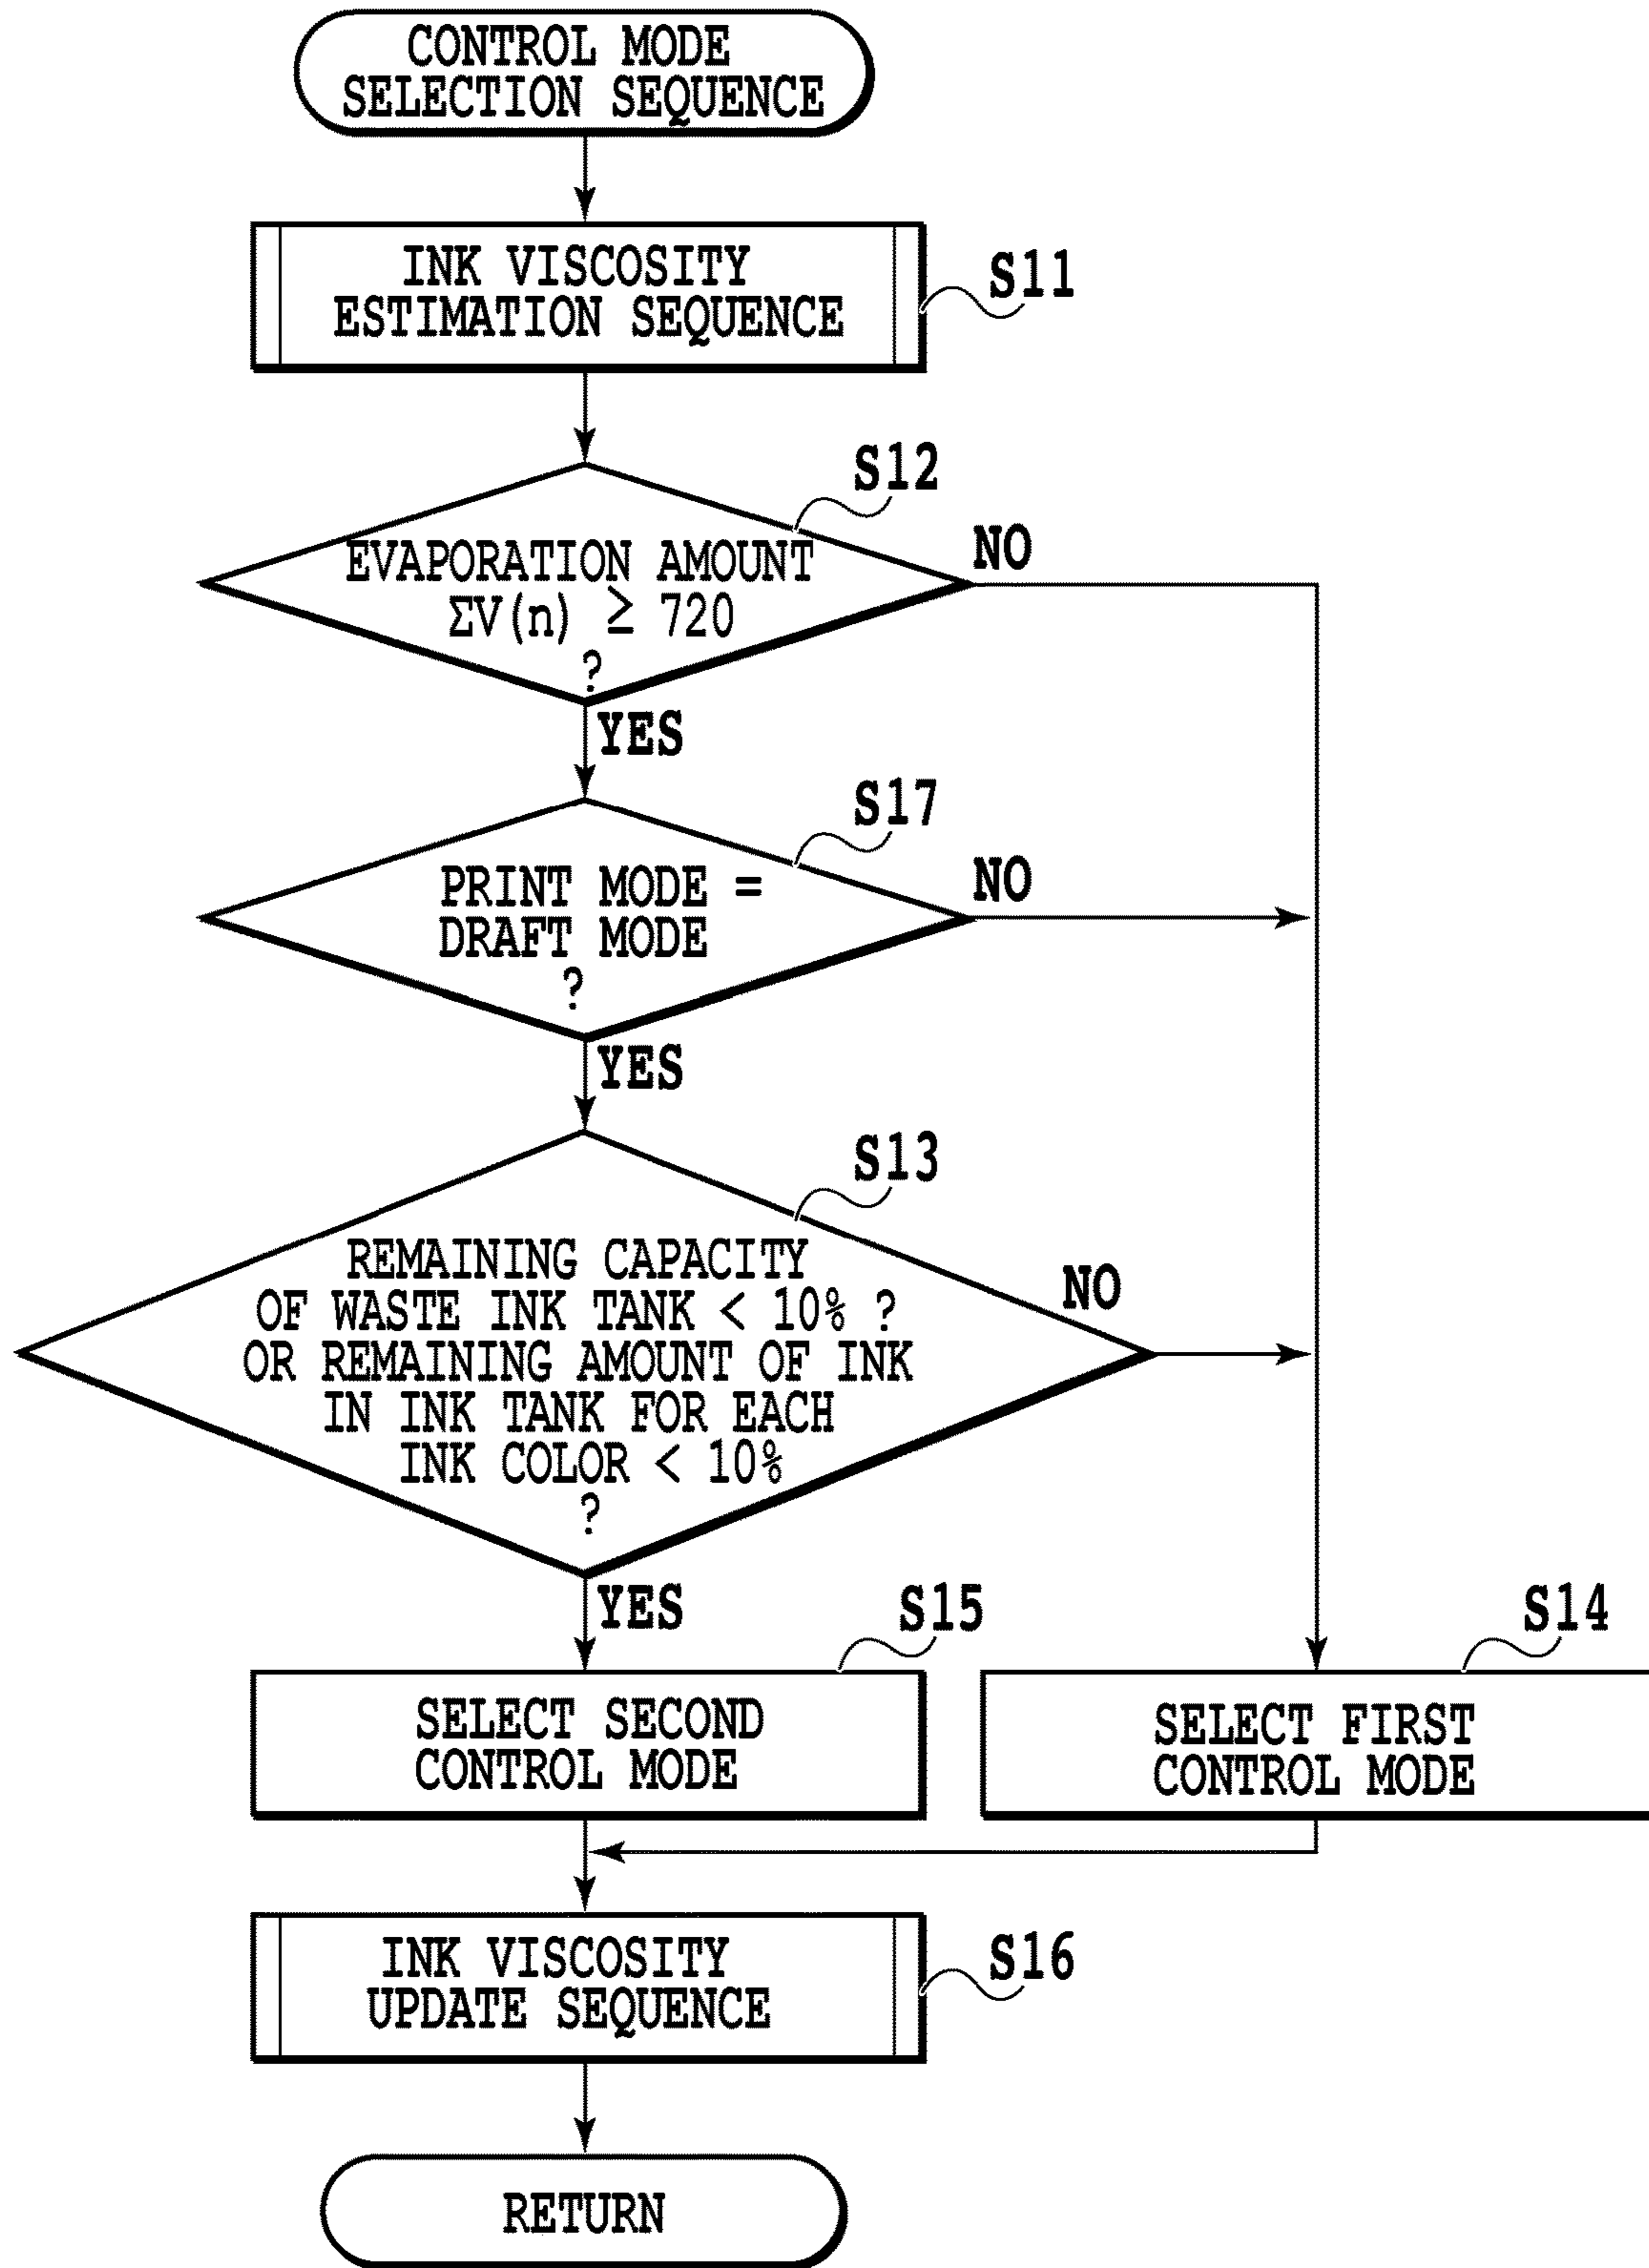 CONTROL MODE
SELECTION SEQUENCE
INK VISCOSITY
ESTIMATION SEQUENCE
S11
S12
EVAPORATION AMOUNT
ΣV(n) ≥ 720
?
NO
YES
S17
PRINT MODE =
DRAFT MODE
?
NO
YES
S13
REMAINING CAPACITY
OF WASTE INK TANK < 10% ?
OR REMAINING AMOUNT OF INK
IN INK TANK FOR EACH
INK COLOR < 10%
?
NO
YES
S15
SELECT SECOND
CONTROL MODE
S14
SELECT FIRST
CONTROL MODE
INK VISCOSITY
UPDATE SEQUENCE
S16
RETURN